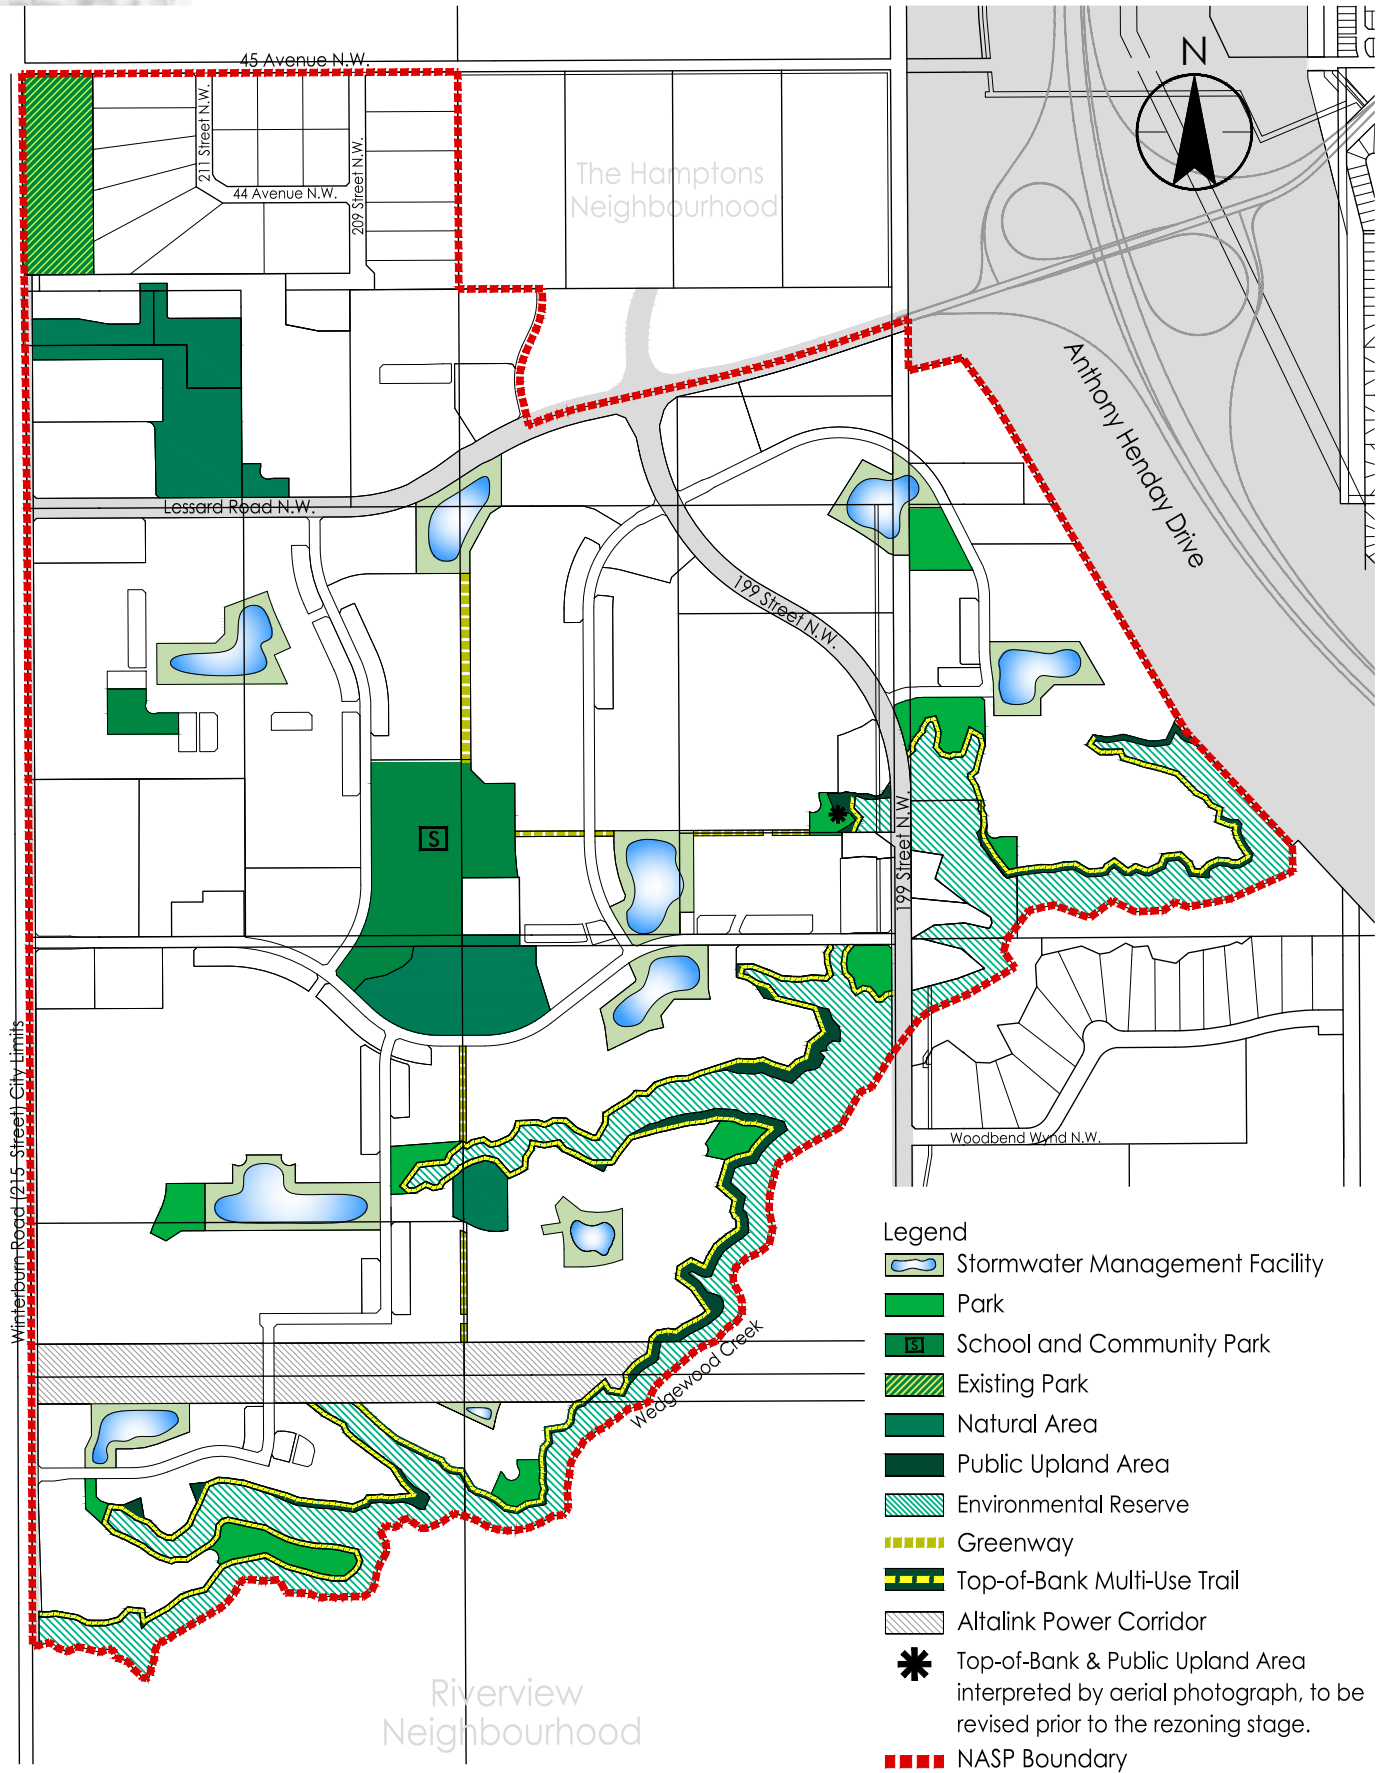 45 Avenue N.W.
N
211 Street N.W.
44 Avenue N.W.
209 Street N.W.
The Hamptons
Neighbourhood
Anthony Henday Drive
Lessard Road N.W.
199 Street N.W.
S
199 Street N.W.
Winterburn Road (215 Street) City Limits
Woodbend Wynd N.W.
Wedgewood Creek
Riverview
Neighbourhood
Legend
Stormwater Management Facility
Park
S
School and Community Park
Existing Park
Natural Area
Public Upland Area
Environmental Reserve
Greenway
Top-of-Bank Multi-Use Trail
Altalink Power Corridor
Top-of-Bank & Public Upland Area
interpreted by aerial photograph, to be
revised prior to the rezoning stage.
NASP Boundary